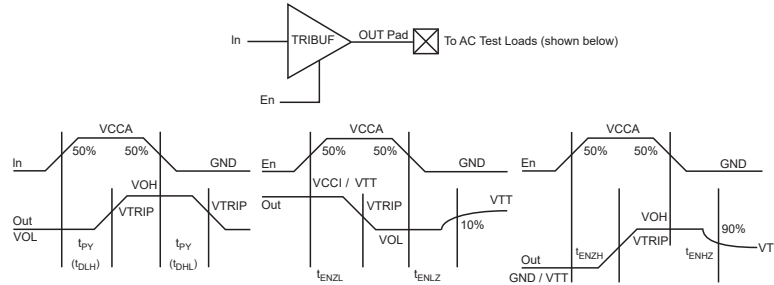 In
TRIBUF
OUT Pad
To AC Test Loads (shown below)
En
VCCA
In
50%
50%
GND
VOH
Out
VTRIP
VTRIP
VOL
tPY
(tDLH)
tPY
(tDHL)
VCCA
En
50%
50%
GND
VCCI / VTT
Out
VTT
VTRIP
10%
VOL
tENZL
tENLZ
VCCA
En
50%
50%
GND
VOH
90%
VTRIP
VT
Out
tENZH
tENHZ
GND / VTT